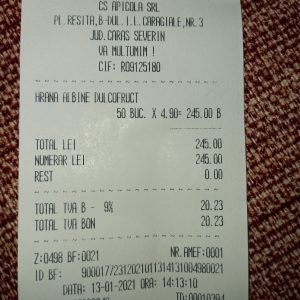 CS APICOLA SRL
PL. RESITA,B-DUL. I.L. CARAGIALE,NR.3
JUD. CARAS SEVERIN
VA MULTUMIM !
CIF: RO9125180
HRANA ALBINE DULCOFRUCT
50 BUC. X 4.90= 245.00 B
TOTAL LEI 245.00
NUMERAR LEI 245.00
REST 0.00
TOTAL TVA B - 9% 20.23
TOTAL TVA BON 20.23
Z:0498 BF:0021 NR.AMEF:0001
ID BF: 90001772312021011314131004980021
DATA: 13-01-2021 ORA: 14:13:10